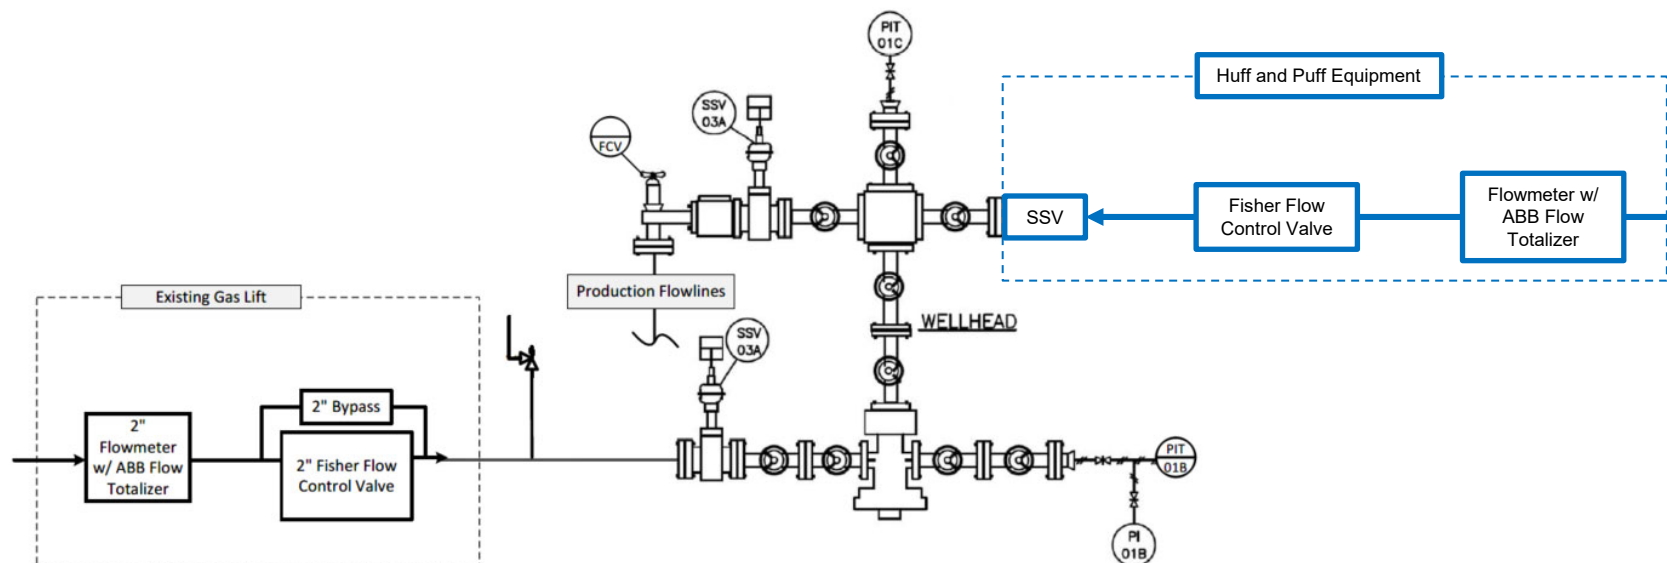 PIT
01C
Huff and Puff Equipment
SSV
03A
FCV
SSV
Fisher Flow
Control Valve
Flowmeter w/
ABB Flow
Totalizer
Production Flowlines
Existing Gas Lift
WELLHEAD
SSV
03A
2" Bypass
2"
Flowmeter
w/ ABB Flow
Totalizer
2" Fisher Flow
Control Valve
PIT
01B
PI
01B